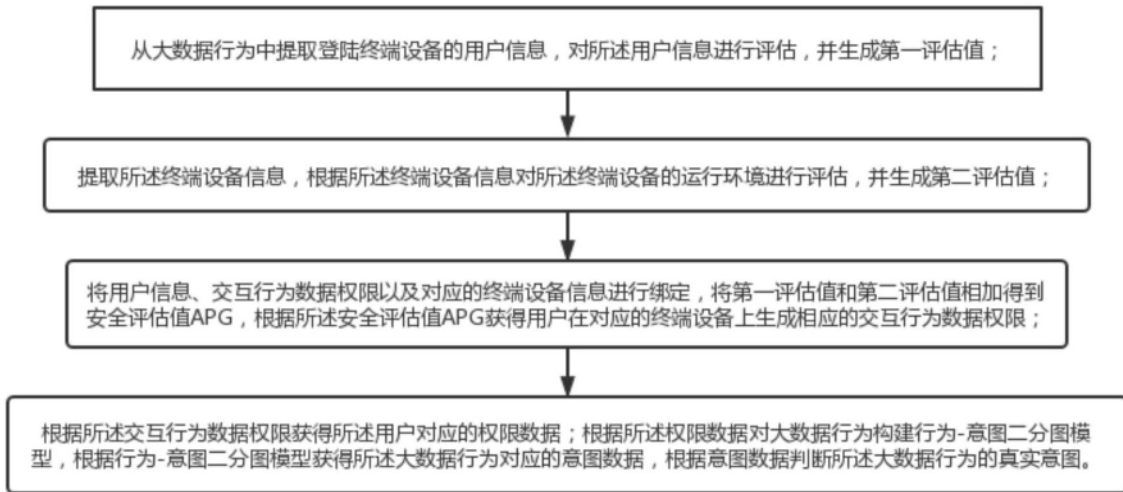 从大数据行为中提取登陆终端设备的用户信息，对所述用户信息进行评估，并生成第一评估值；
提取所述终端设备信息，根据所述终端设备信息对所述终端设备的运行环境进行评估，并生成第二评估值；
将用户信息、交互行为数据权限以及对应的终端设备信息进行绑定，将第一评估值和第二评估值相加得到
安全评估值APG，根据所述安全评估值APG获得用户在对应的终端设备上生成相应的交互行为数据权限；
根据所述交互行为数据权限获得所述用户对应的权限数据；根据所述权限数据对大数据行为构建行为-意图二分图模
型，根据行为-意图二分图模型获得所述大数据行为对应的意图数据，根据意图数据判断所述大数据行为的真实意图。